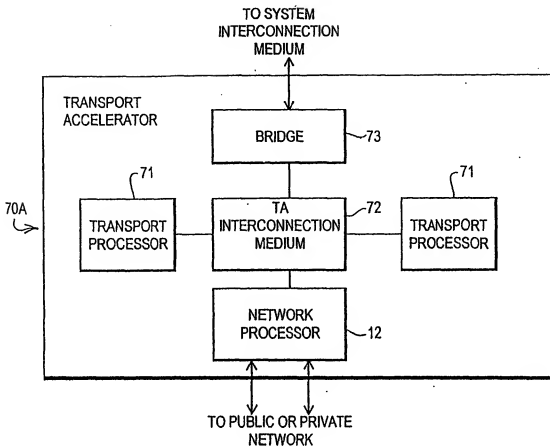 TO SYSTEM
INTERCONNECTION
MEDIUM
TRANSPORT
ACCELERATOR
BRIDGE
73
71
71
70A
TRANSPORT
PROCESSOR
TA
INTERCONNECTION
MEDIUM
72
TRANSPORT
PROCESSOR
NETWORK
PROCESSOR
12
TO PUBLIC OR PRIVATE
NETWORK